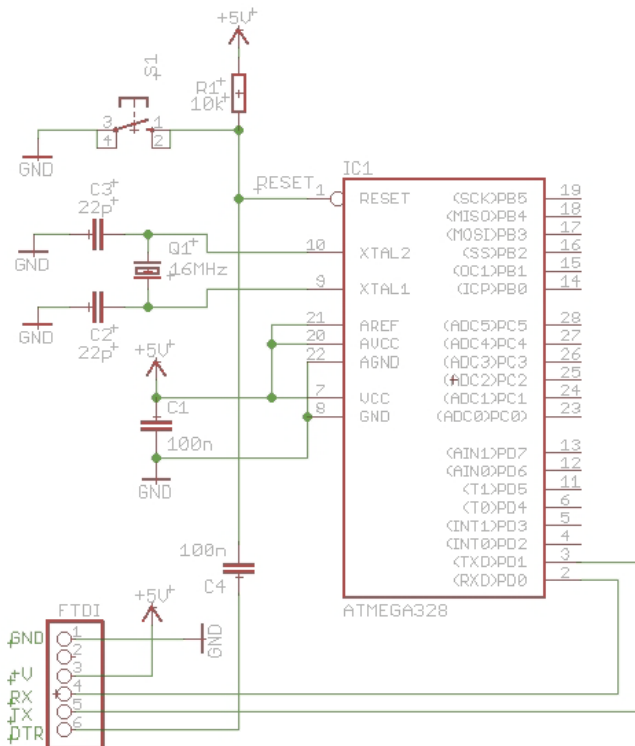 +5V
S1
R1
10k
3 1
4 2
GND
IC1
RESET
1 RESET (SCK)PB5 19
(MISO)PB4 18
(MOSI)PB3 17
10 XTAL2 (SS)PB2 16
(OC1)PB1 15
9 XTAL1 (ICP)PB0 14
C3
22p
GND
Q1
16MHz
GND
C2
22p
21 AREF (ADC5)PC5 28
20 AVCC (ADC4)PC4 27
22 AGND (ADC3)PC3 26
(ADC2)PC2 25
7 VCC (ADC1)PC1 24
8 GND (ADC0)PC0) 23
+5V
C1
100n
GND
(AIN1)PD7 13
(AIN0)PD6 12
(T1)PD5 11
(T0)PD4 6
(INT1)PD3 5
(INT0)PD2 4
(TXD)PD1 3
(RXD)PD0 2
ATMEGA328
100n
C4
+5V
FTDI
GND 1
2
+V 3
RX 4
TX 5
DTR 6
GND